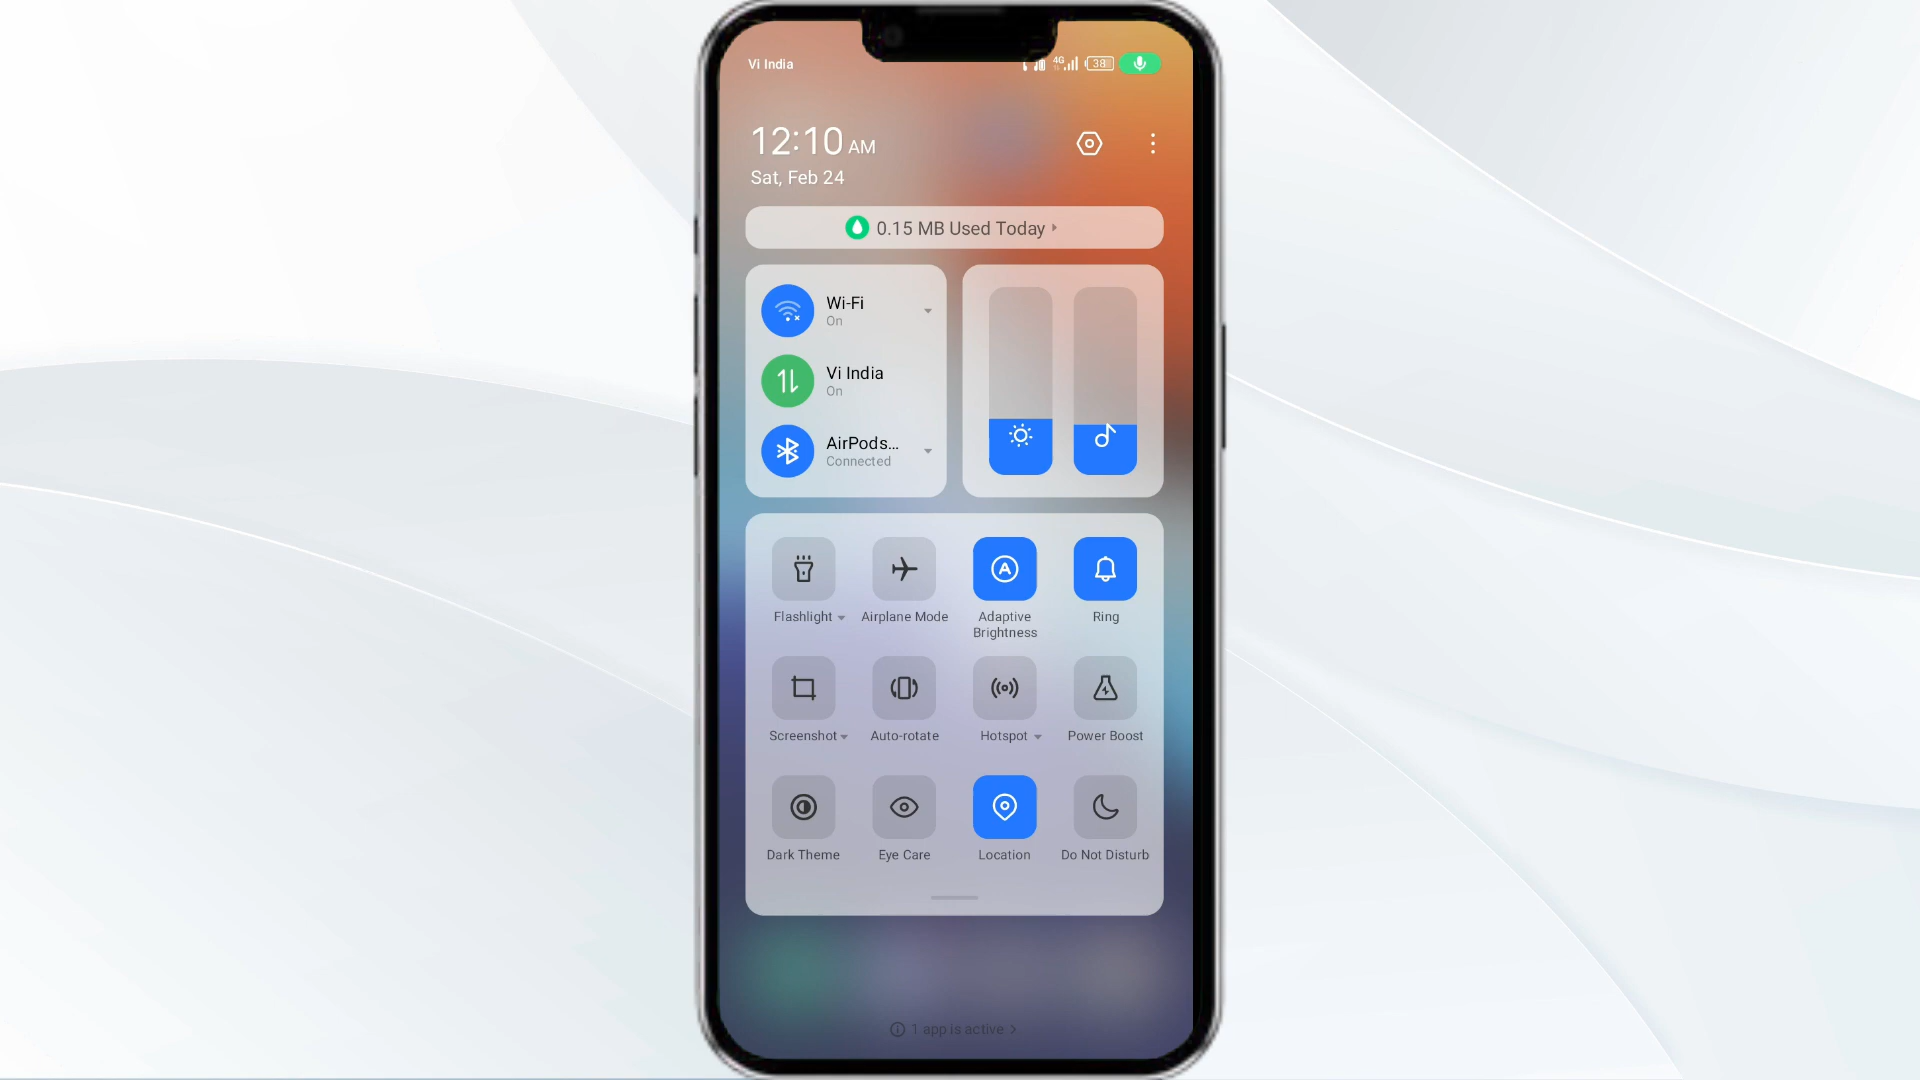 Vi India
4G
38
12:10 AM
Sat, Feb 24
0.15 MB Used Today
Wi-Fi
On
Vi India
On
AirPods...
Connected
Flashlight
Airplane Mode
Adaptive
Brightness
Ring
Screenshot
Auto-rotate
Hotspot
Power Boost
Dark Theme
Eye Care
Location
Do Not Disturb
1 app is active